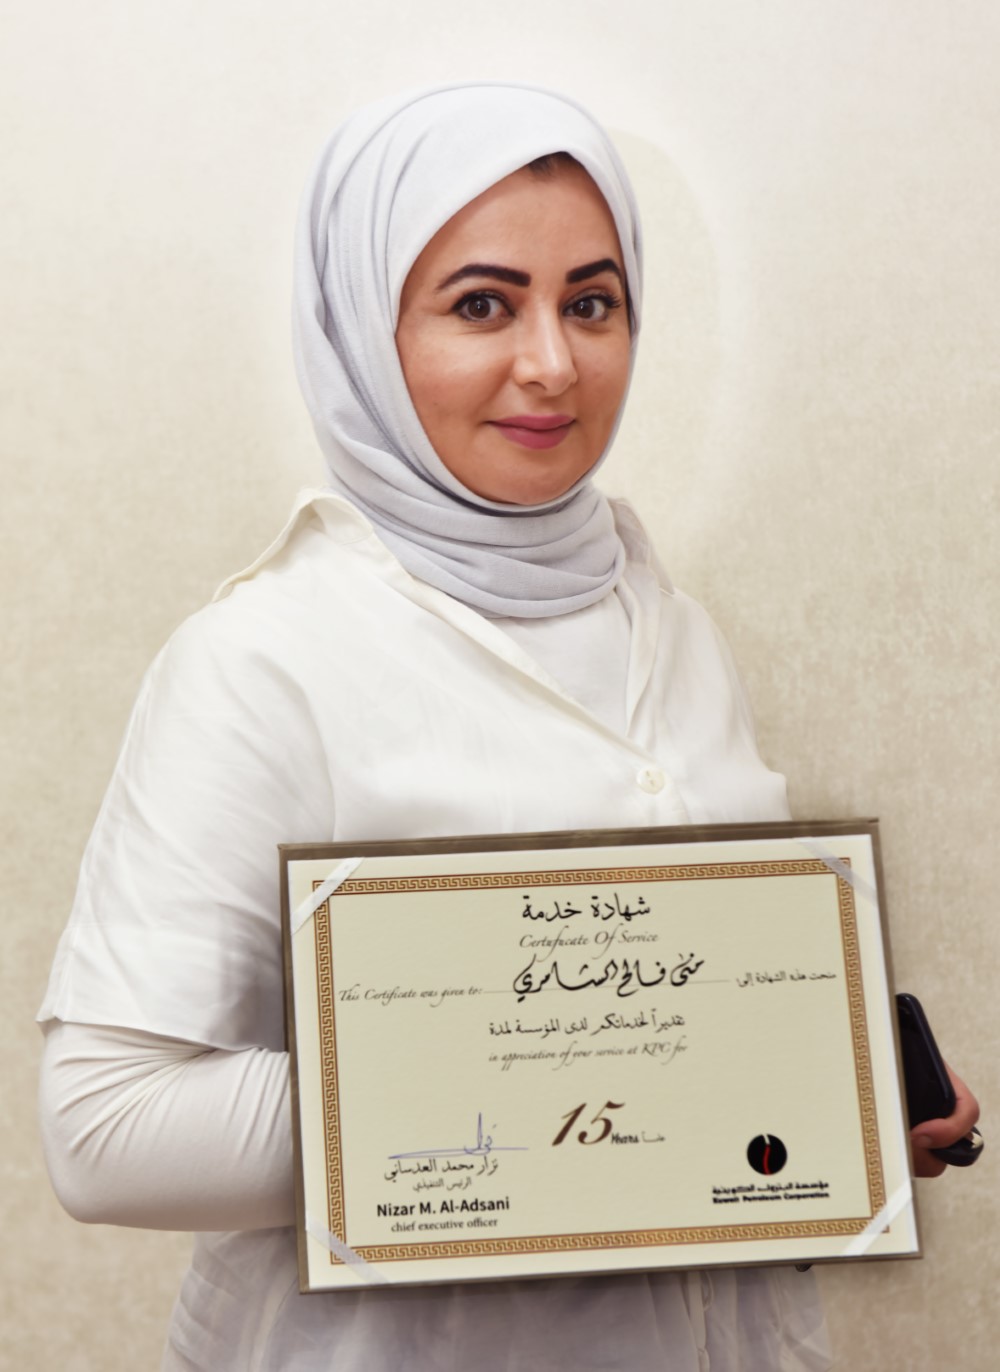 شهادة خدمة
Certufucate Of Service
This Certificate was given to: منى فالح الشامري منحت هذه الشهادة إلى:
تقديراً لخدماتكم لدى المؤسسة لمدة
in appreciation of your service at KPC for
15 Years عاماً
نزار محمد العدساني
الرئيس التنفيذي
Nizar M. Al-Adsani
chief executive officer
مؤسسة البترول الكويتية
Kuwait Petroleum Corporation